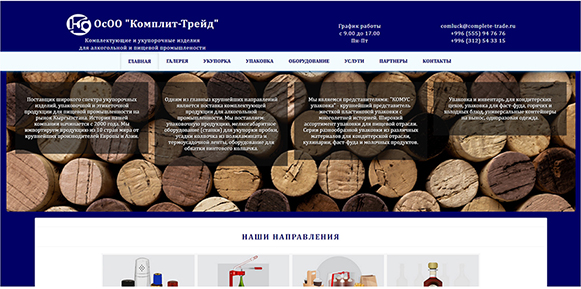 ОсОО "Комплит-Трейд"
Комплектующие и укупорочные изделия
для алкогольной и пищевой промышлености
График работы
с 9.00 до 17.00
Пн-Пт
comluck@complete-trade.ru
+996 (555) 94 76 76
+996 (312) 54 33 15
ГЛАВНАЯ ГАЛЕРЕЯ УКУПОРКА УПАКОВКА ОБОРУДОВАНИЕ УСЛУГИ ПАРТНЕРЫ КОНТАКТЫ
Поставщик широкого спектра укупорочных
изделий, упаковочной и этикеточной
продукции для пищевой промышленности на
рынок Кыргызстана. История нашей
компании начинается с 2000 года. Мы
импортируем продукцию из 10 стран мира от
крупнейших производителей Европы и Азии.
Одним из главных крупнейших направлений
является поставка комплектующей
продукции для алкогольной
промышленности. Мы поставляем:
упаковочную продукцию, мелкогабаритное
оборудование (станки) для укупорки пробки,
усадки колпачка из полиламината и
термоусадочной ленты, оборудование для
обкатки винтового колпачка.
Мы являемся представителями: "КОМУС
упаковка" - крупнейший представитель
жесткой пластиковой упаковки с
многолетней историей. Широкий
ассортимент упаковки для пищевой отрасли.
Серия разнообразной упаковки из различных
материалов для кондитерской отрасли,
кулинарии, фаст-фуда и молочных продуктов.
Упаковка и инвентарь для кондитерских
цехов, упаковка для фаст-фуда, горячих и
холодных блюд, универсальные контейнеры
на вынос, одноразовая одежда.
НАШИ НАПРАВЛЕНИЯ